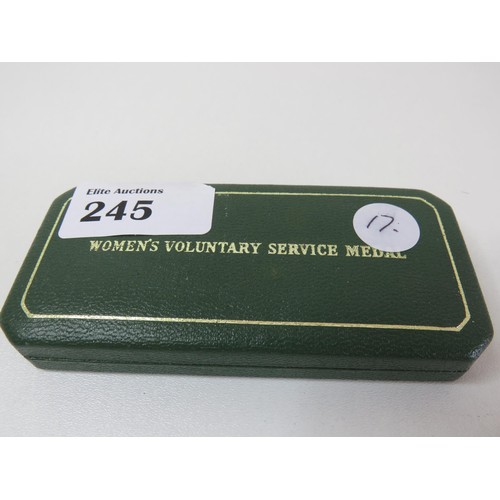 Elite Auctions
245
17.
WOMEN'S VOLUNTARY SERVICE MEDAL